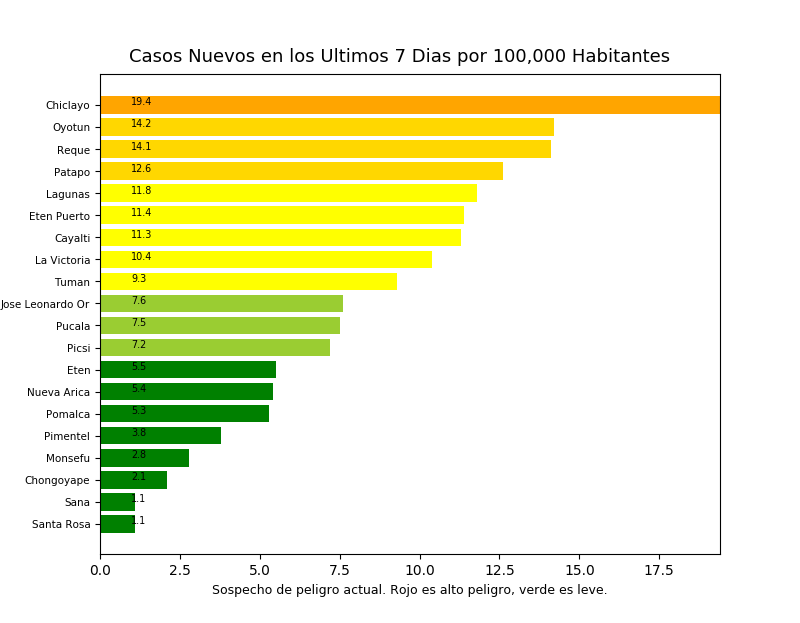 Casos Nuevos en los Ultimos 7 Dias por 100,000 Habitantes
Chiclayo 19.4
Oyotun 14.2
Reque 14.1
Patapo 12.6
Lagunas 11.8
Eten Puerto 11.4
Cayalti 11.3
La Victoria 10.4
Tuman 9.3
Jose Leonardo Or 7.6
Pucala 7.5
Picsi 7.2
Eten 5.5
Nueva Arica 5.4
Pomalca 5.3
Pimentel 3.8
Monsefu 2.8
Chongoyape 2.1
Sana 1.1
Santa Rosa 1.1
0.0 2.5 5.0 7.5 10.0 12.5 15.0 17.5
Sospecho de peligro actual. Rojo es alto peligro, verde es leve.